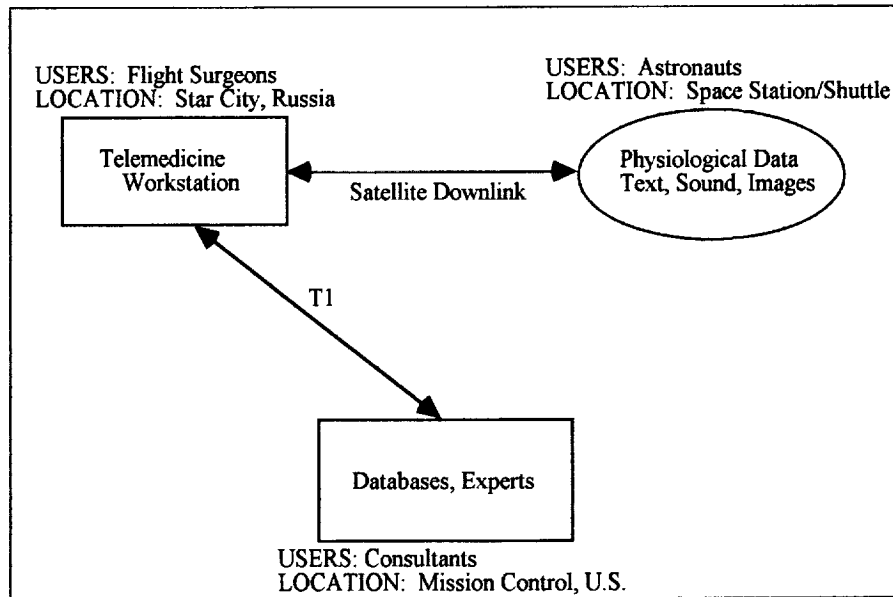 USERS: Flight Surgeons
LOCATION: Star City, Russia
Telemedicine
Workstation
USERS: Astronauts
LOCATION: Space Station/Shuttle
Physiological Data
Text, Sound, Images
Satellite Downlink
T1
Databases, Experts
USERS: Consultants
LOCATION: Mission Control, U.S.